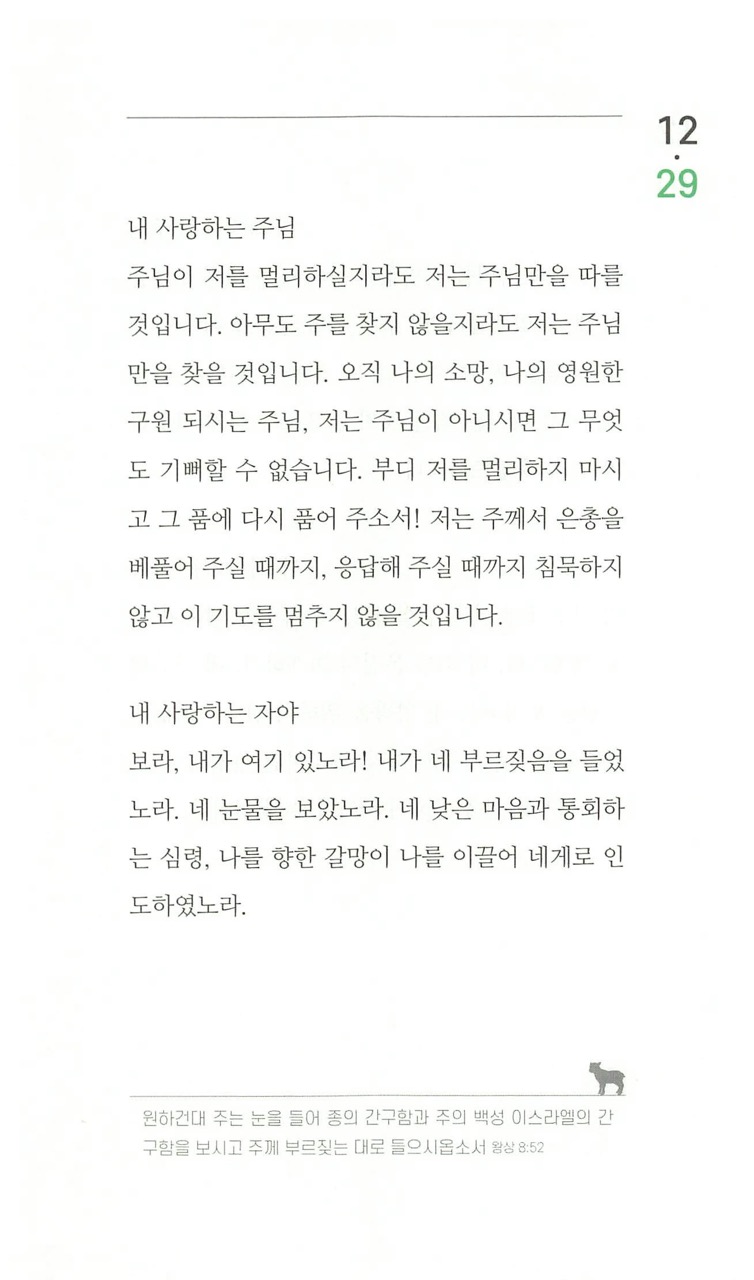 12
·
29
내 사랑하는 주님
주님이 저를 멀리하실지라도 저는 주님만을 따를
것입니다. 아무도 주를 찾지 않을지라도 저는 주님
만을 찾을 것입니다. 오직 나의 소망, 나의 영원한
구원 되시는 주님, 저는 주님이 아니시면 그 무엇
도 기뻐할 수 없습니다. 부디 저를 멀리하지 마시
고 그 품에 다시 품어 주소서! 저는 주께서 은총을
베풀어 주실 때까지, 응답해 주실 때까지 침묵하지
않고 이 기도를 멈추지 않을 것입니다.
내 사랑하는 자야
보라, 내가 여기 있노라! 내가 네 부르짖음을 들었
노라. 네 눈물을 보았노라. 네 낮은 마음과 통회하
는 심령, 나를 향한 갈망이 나를 이끌어 네게로 인
도하였노라.
원하건대 주는 눈을 들어 종의 간구함과 주의 백성 이스라엘의 간
구함을 보시고 주께 부르짖는 대로 들으시옵소서 왕상 8:52